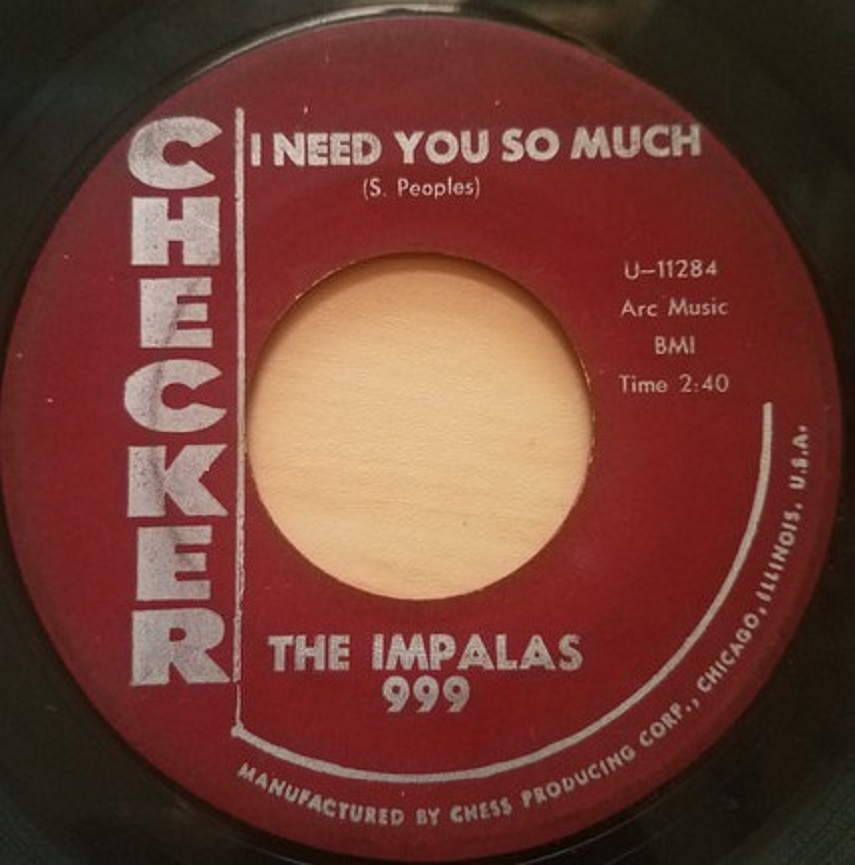 CHECKER
I NEED YOU SO MUCH
(S. Peoples)
U-11284
Arc Music
BMI
Time 2:40
THE IMPALAS
999
MANUFACTURED BY CHESS PRODUCING CORP., CHICAGO, ILLINOIS, U.S.A.